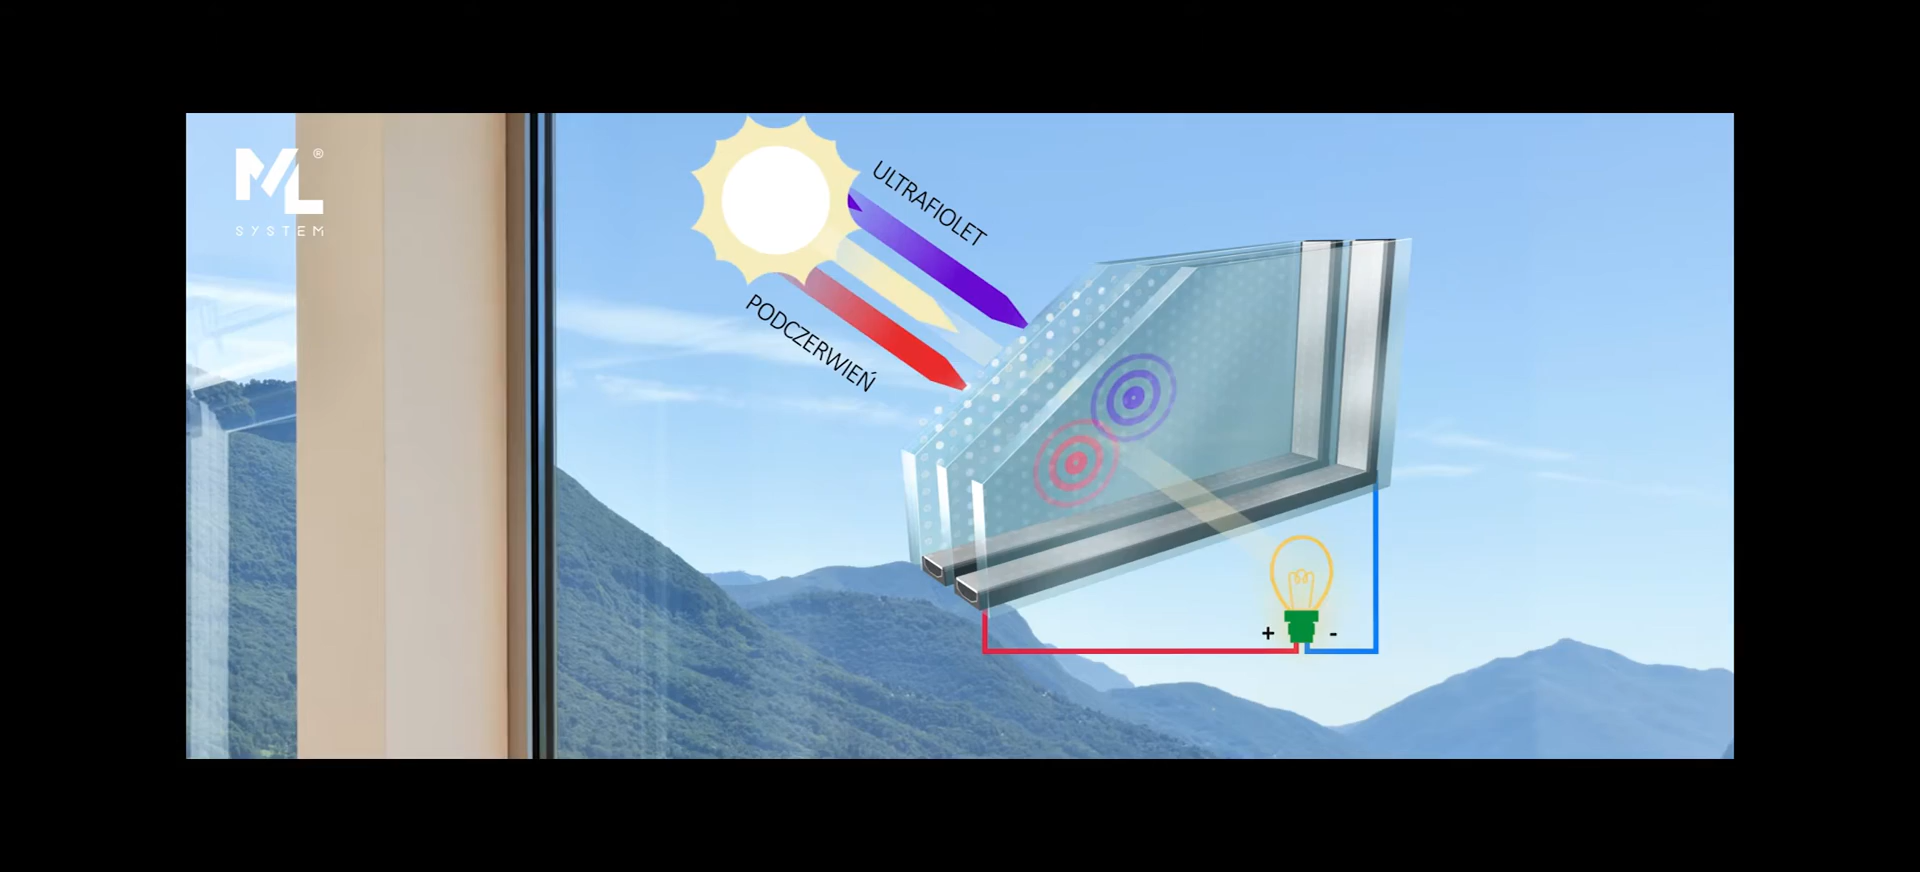 ML ®
SYSTEM
ULTRAFIOLET
PODCZERWIEŃ
+ -